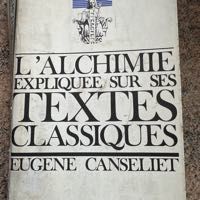 L'ALCHIMIE
EXPLIQUÉE SUR SES
TEXTES
CLASSIQUES
EUGÈNE CANSELIET